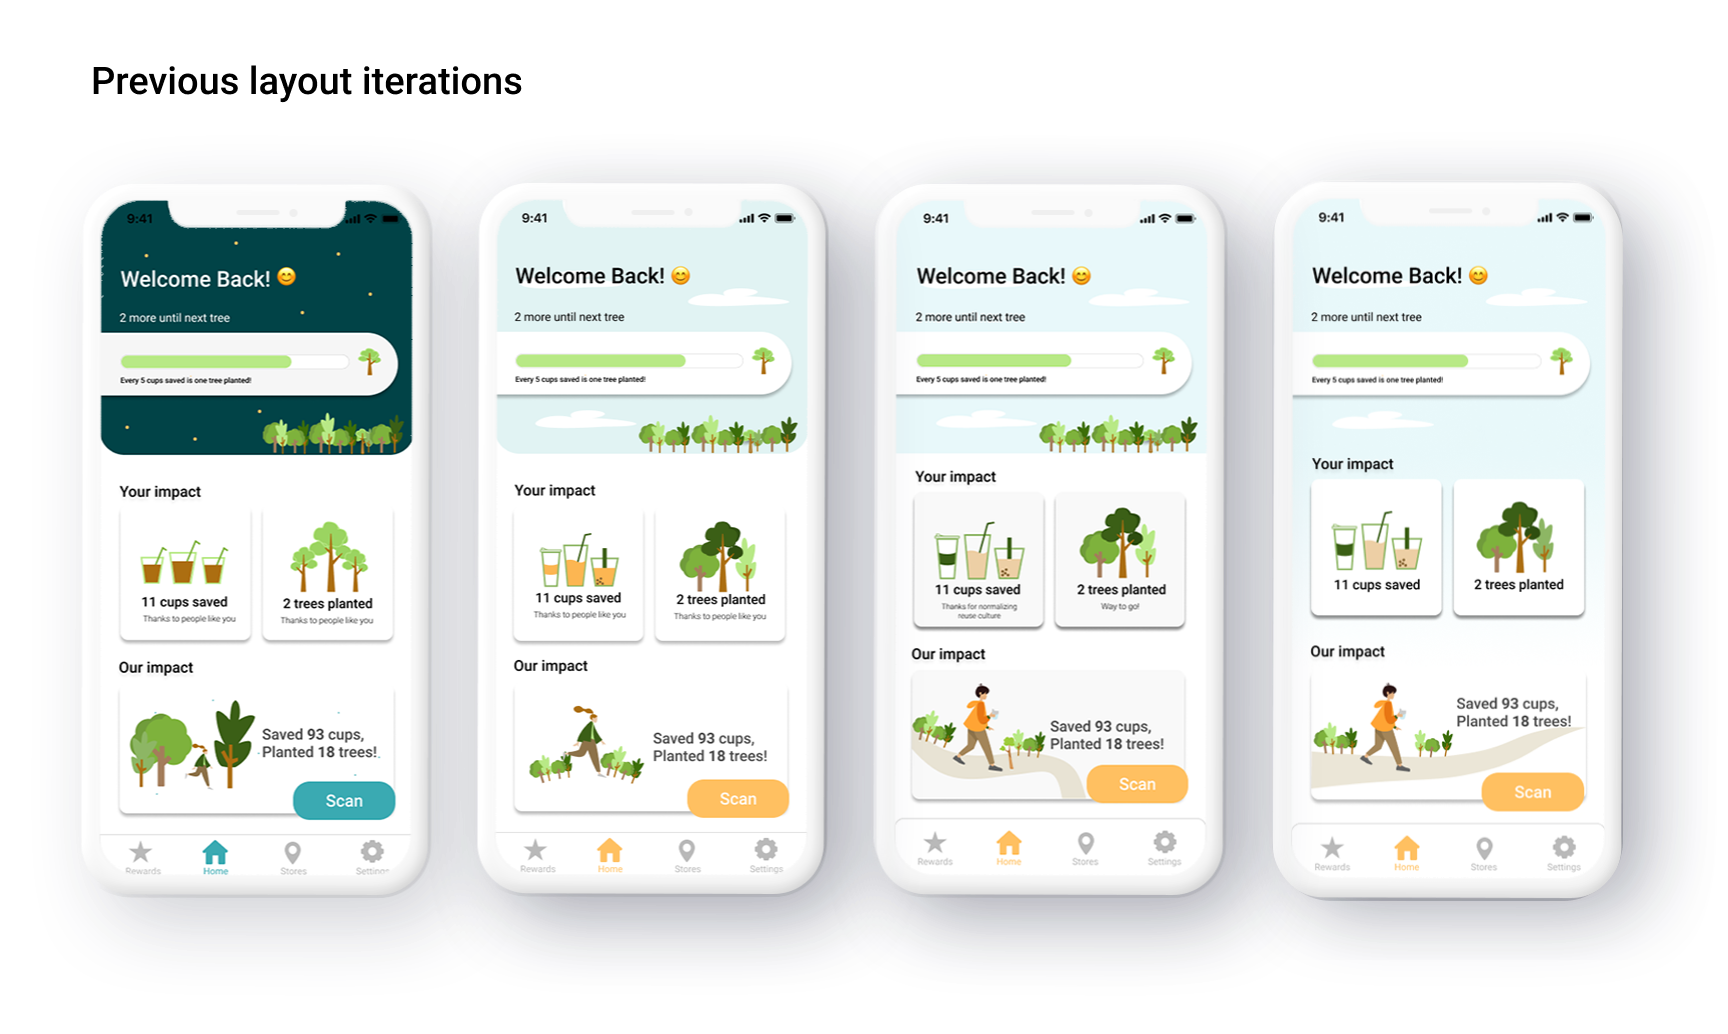 Previous layout iterations
9:41
Welcome Back! 😊
2 more until next tree
Every 5 cups saved is one tree planted!
Your impact
11 cups saved
Thanks to people like you
2 trees planted
Thanks to people like you
Our impact
Saved 93 cups,
Planted 18 trees!
Scan
Rewards
Home
Stores
Settings
9:41
Welcome Back! 😊
2 more until next tree
Every 5 cups saved is one tree planted!
Your impact
11 cups saved
Thanks to people like you
2 trees planted
Thanks to people like you
Our impact
Saved 93 cups,
Planted 18 trees!
Scan
Rewards
Home
Stores
Settings
9:41
Welcome Back! 😊
2 more until next tree
Every 5 cups saved is one tree planted!
Your impact
11 cups saved
Thanks for normalizing
reuse culture
2 trees planted
Way to go!
Our impact
Saved 93 cups,
Planted 18 trees!
Scan
Rewards
Home
Stores
Settings
9:41
Welcome Back! 😊
2 more until next tree
Every 5 cups saved is one tree planted!
Your impact
11 cups saved
2 trees planted
Our impact
Saved 93 cups,
Planted 18 trees!
Scan
Rewards
Home
Stores
Settings